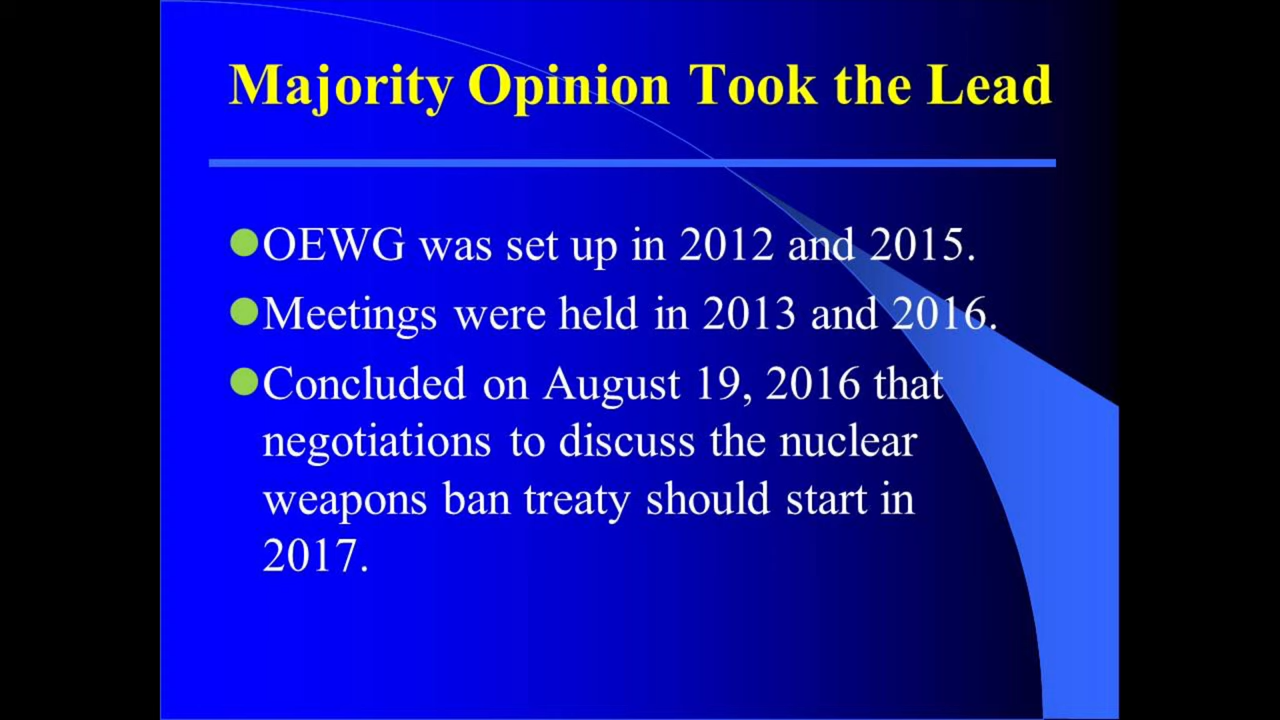 Majority Opinion Took the Lead
OEWG was set up in 2012 and 2015.
Meetings were held in 2013 and 2016.
Concluded on August 19, 2016 that
negotiations to discuss the nuclear
weapons ban treaty should start in
2017.